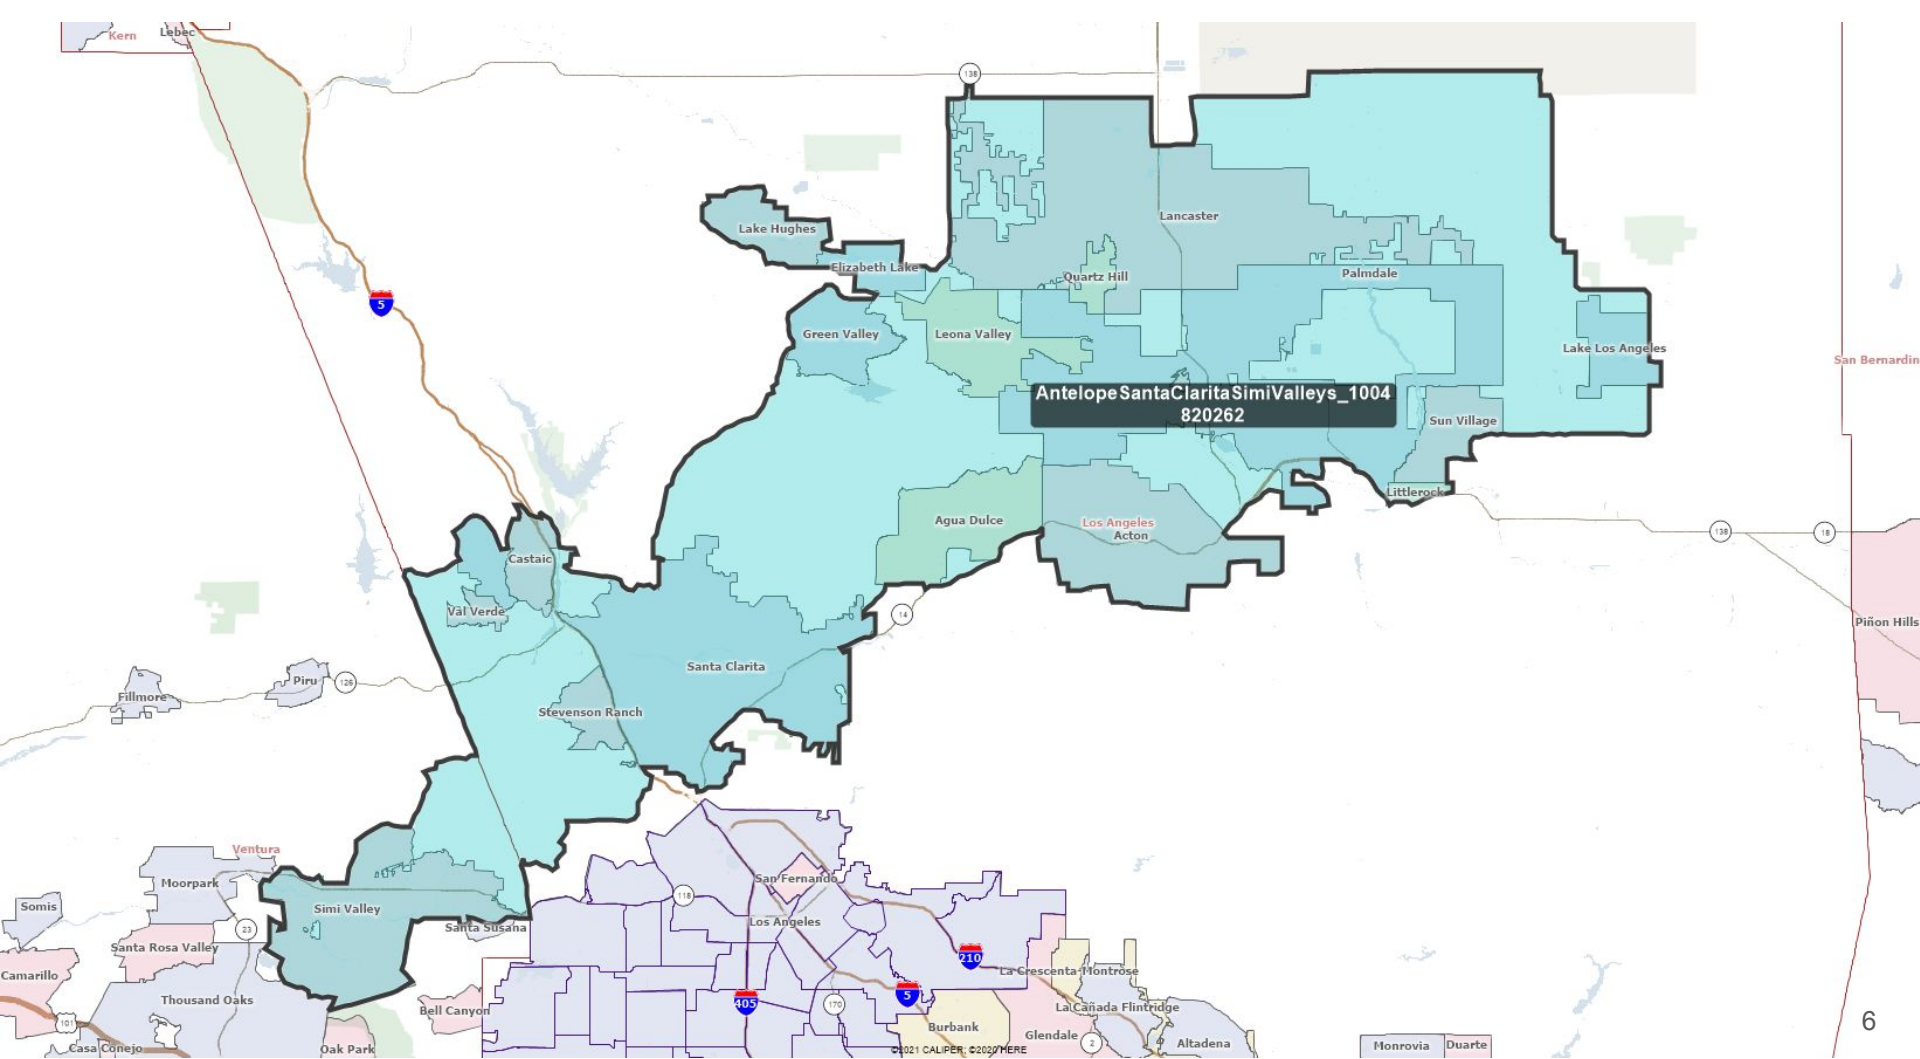 Kern
Lebec
138
Lake Hughes
Lancaster
Elizabeth Lake
Quartz Hill
Palmdale
5
Green Valley
Leona Valley
Lake Los Angeles
San Bernardin
AntelopeSantaClaritaSimiValleys_1004
820262
Sun Village
Littlerock
Agua Dulce
Los Angeles
Acton
138
18
Castaic
Val Verde
14
Piñon Hills
Santa Clarita
Piru
126
Fillmore
Stevenson Ranch
Ventura
Moorpark
San Fernando
118
Somis
Simi Valley
Los Angeles
Santa Susana
23
Santa Rosa Valley
210
Camarillo
La Crescenta-Montrose
Thousand Oaks
5
405
170
Bell Canyon
La Cañada Flintridge
101
Burbank
Glendale
6
Casa Conejo
Oak Park
2
Altadena
Monrovia
Duarte
©2021 CALIPER; ©2020 HERE